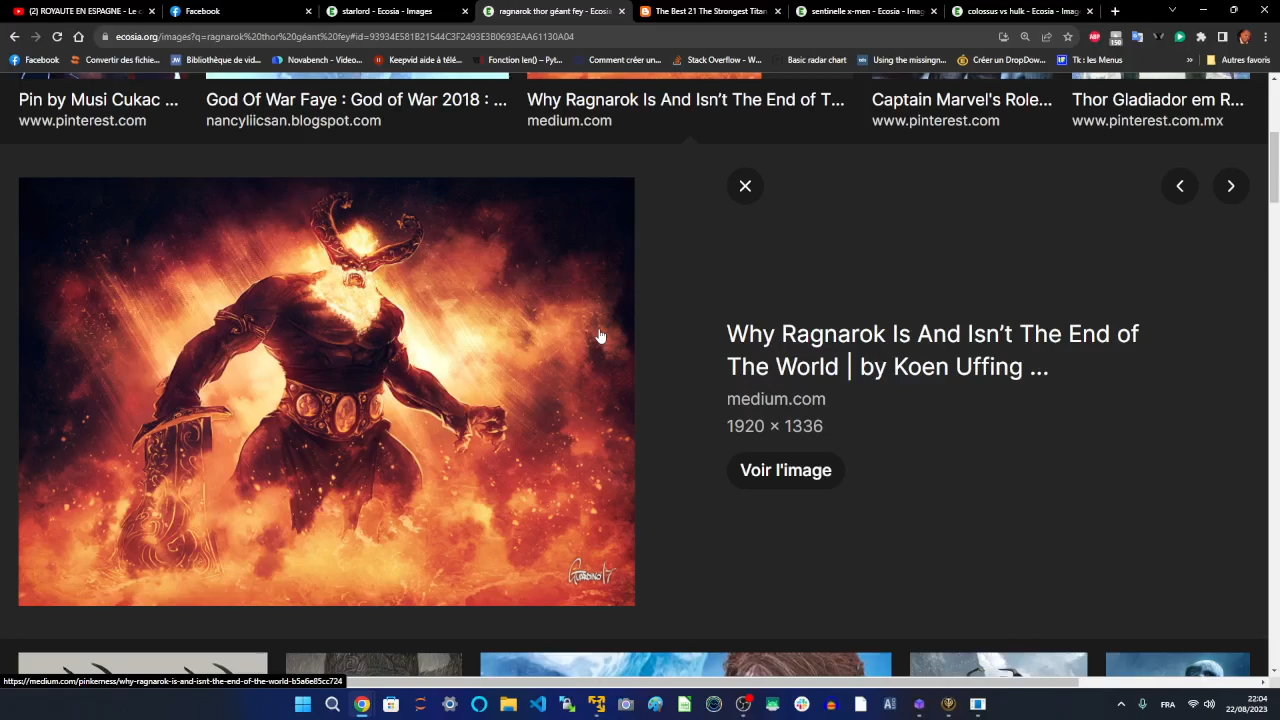 (2) ROYAUTE EN ESPAGNE - Le c
Facebook
starlord - Ecosia - Images
ragnarok thor géant fey - Ecosi
The Best 21 The Strongest Titan
sentinelle x-men - Ecosia - Imag
colossus vs hulk - Ecosia - Imag
ecosia.org/images?q=ragnarok%20thor%20géant%20fey#id=93934E581B21544C3F2493E3B0693EAA61130A04
150
Facebook
Convertir des fichie...
Bibliothèque de vid...
Novabench - Video...
Keepvid aide à télé...
Fonction len() – Pyt...
Comment créer un...
Stack Overflow - W...
Basic radar chart
Using the missingn...
Créer un DropDow...
Tk : les Menus
»
Autres favoris
Pin by Musi Cukac ...
God Of War Faye : God of War 2018 : ...
Why Ragnarok Is And Isn’t The End of T...
Captain Marvel's Role...
Thor Gladiador em R...
www.pinterest.com
nancyliicsan.blogspot.com
medium.com
www.pinterest.com
www.pinterest.com.mx
Why Ragnarok Is And Isn’t The End of
The World | by Koen Uffing ...
medium.com
1920 × 1336
Voir l'image
https://medium.com/pinkerness/why-ragnarok-is-and-isnt-the-end-of-the-world-b5a6e85cc724
FRA
22:04
22/08/2023